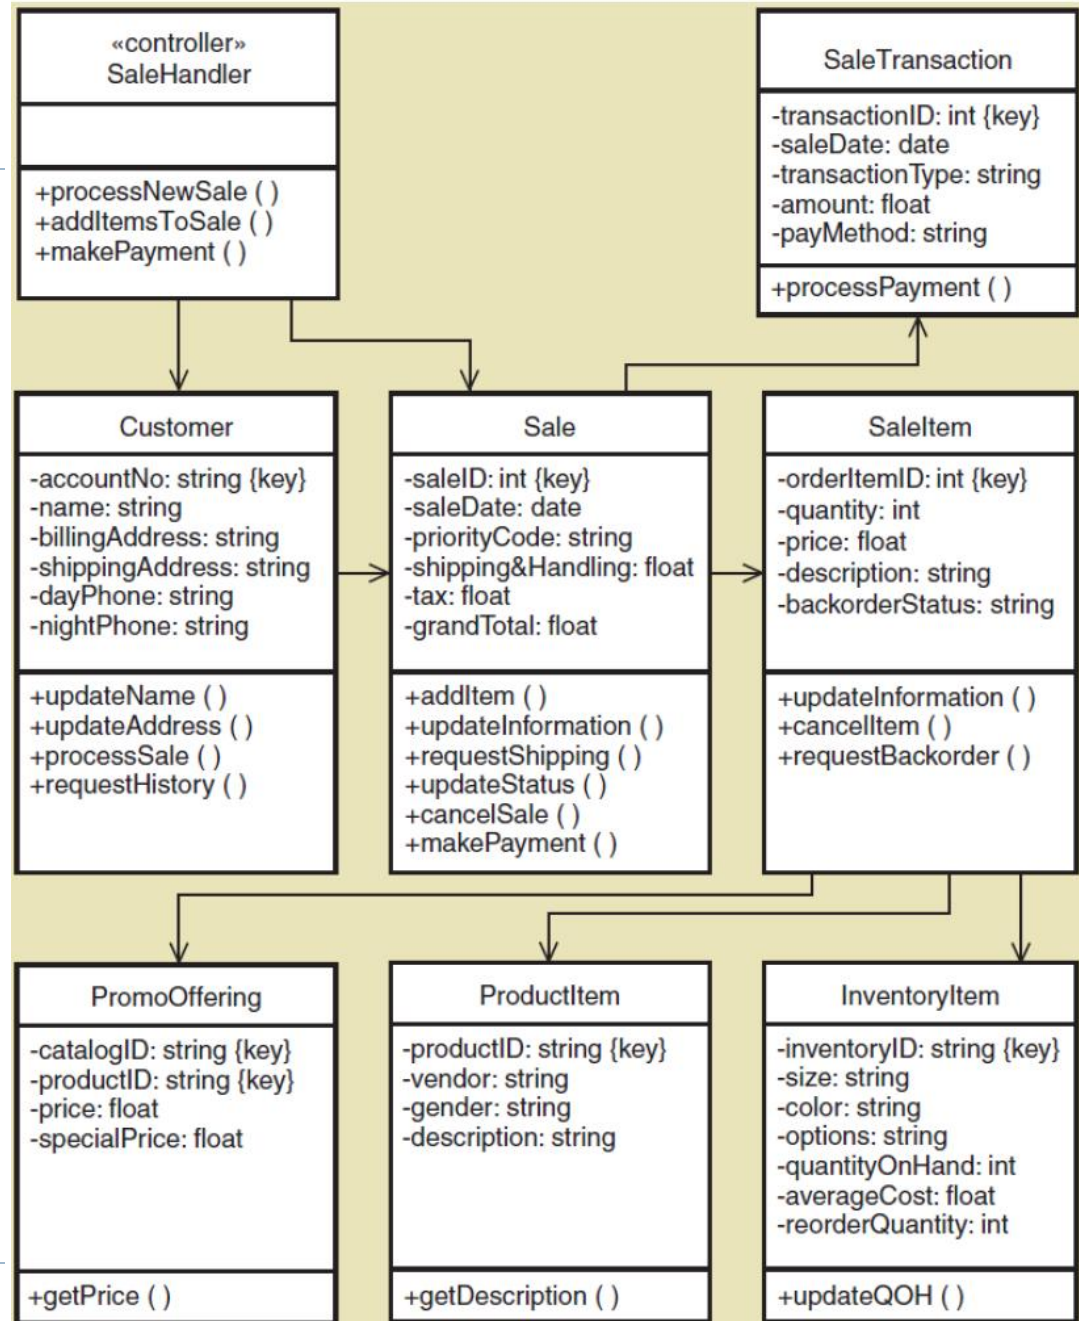 «controller»
SaleHandler
+processNewSale ( )
+addItemsToSale ( )
+makePayment ( )
SaleTransaction
-transactionID: int {key}
-saleDate: date
-transactionType: string
-amount: float
-payMethod: string
+processPayment ( )
Customer
-accountNo: string {key}
-name: string
-billingAddress: string
-shippingAddress: string
-dayPhone: string
-nightPhone: string
+updateName ( )
+updateAddress ( )
+processSale ( )
+requestHistory ( )
Sale
-saleID: int {key}
-saleDate: date
-priorityCode: string
-shipping&Handling: float
-tax: float
-grandTotal: float
+addItem ( )
+updateInformation ( )
+requestShipping ( )
+updateStatus ( )
+cancelSale ( )
+makePayment ( )
SaleItem
-orderItemID: int {key}
-quantity: int
-price: float
-description: string
-backorderStatus: string
+updateInformation ( )
+cancelItem ( )
+requestBackorder ( )
PromoOffering
-catalogID: string {key}
-productID: string {key}
-price: float
-specialPrice: float
+getPrice ( )
ProductItem
-productID: string {key}
-vendor: string
-gender: string
-description: string
+getDescription ( )
InventoryItem
-inventoryID: string {key}
-size: string
-color: string
-options: string
-quantityOnHand: int
-averageCost: float
-reorderQuantity: int
+updateQOH ( )